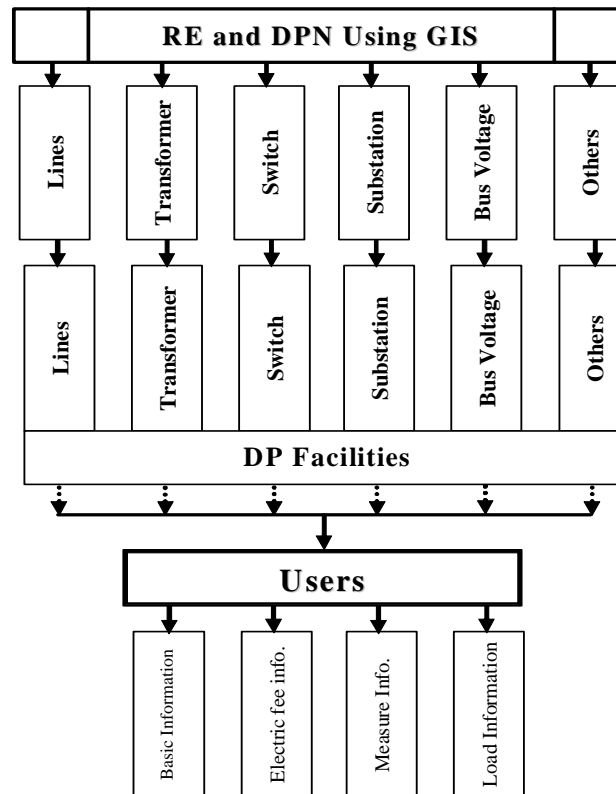 RE and DPN Using GIS
Lines
Transformer
Switch
Substation
Bus Voltage
Others
Lines
Transformer
Switch
Substation
Bus Voltage
Others
DP Facilities
Users
Basic Information
Electric fee info.
Measure Info.
Load Information